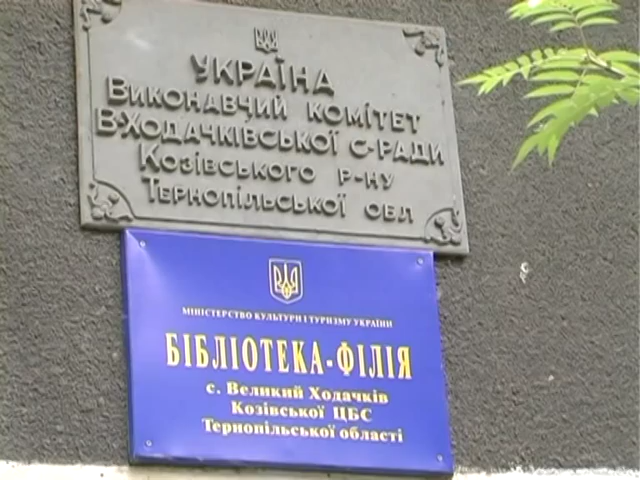 УКРАЇНА
ВИКОНАВЧИЙ КОМІТЕТ
В-ХОДАЧКІВСЬКОЇ С-РАДИ
КОЗІВСЬКОГО Р-НУ
ТЕРНОПІЛЬСЬКОЇ ОБЛ
МІНІСТЕРСТВО КУЛЬТУРИ І ТУРИЗМУ УКРАЇНИ
БІБЛІОТЕКА-ФІЛІЯ
с. Великий Ходачків
Козівської ЦБС
Тернопільської області